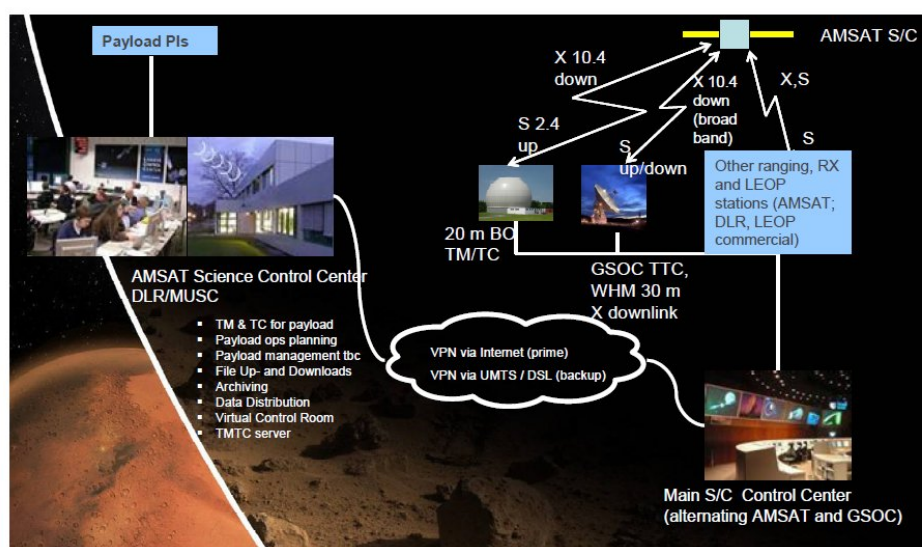 Payload PIs
AMSAT S/C
X 10.4
down
X 10.4
down
(broad
band)
X,S
S 2.4
up
S
up/down
S
Other ranging, RX
and LEOP
stations (AMSAT;
DLR, LEOP
commercial)
20 m BO
TM/TC
GSOC TTC,
WHM 30 m
X downlink
AMSAT Science Control Center
DLR/MUSC
▪ TM & TC for payload
▪ Payload ops planning
▪ Payload management tbc
▪ File Up- and Downloads
▪ Archiving
▪ Data Distribution
▪ Virtual Control Room
▪ TMTC server
VPN via Internet (prime)
VPN via UMTS / DSL (backup)
Main S/C Control Center
(alternating AMSAT and GSOC)